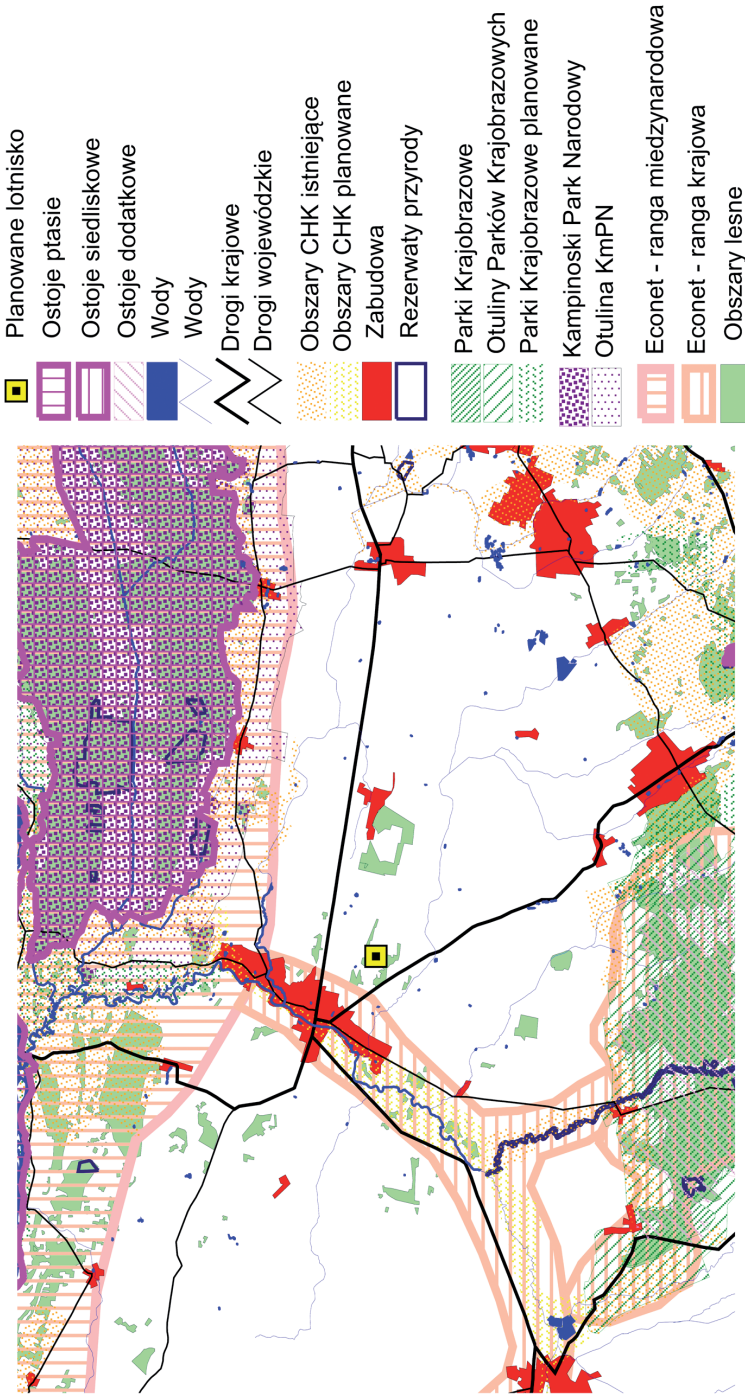 Planowane lotnisko
Ostoje ptasie
Ostoje siedliskowe
Ostoje dodatkowe
Wody
Wody
Drogi krajowe
Drogi wojewódzkie
Obszary CHK istniejące
Obszary CHK planowane
Zabudowa
Rezerwaty przyrody
Parki Krajobrazowe
Otuliny Parków Krajobrazowych
Parki Krajobrazowe planowane
Kampinoski Park Narodowy
Otulina KmPN
Econet - ranga miedzynarodowa
Econet - ranga krajowa
Obszary lesne